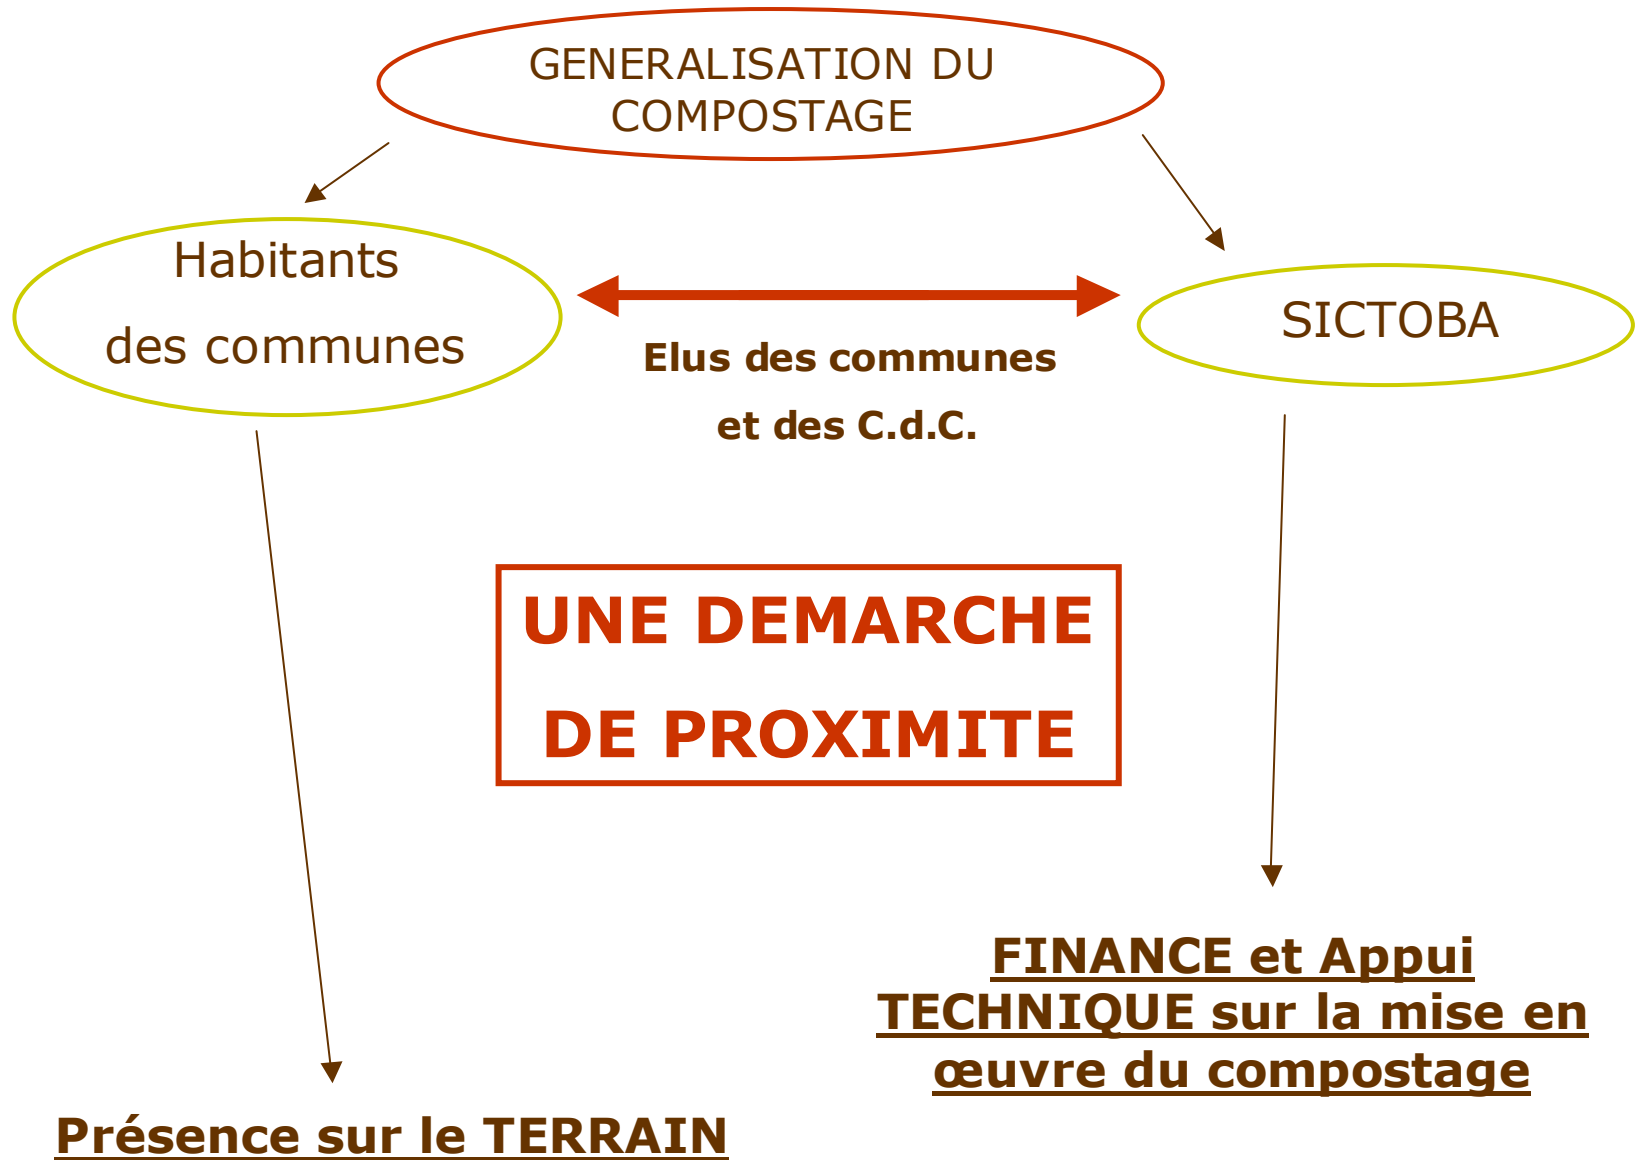 GENERALISATION DU
COMPOSTAGE
Habitants
des communes
SICTOBA
Elus des communes
et des C.d.C.
UNE DEMARCHE
DE PROXIMITE
FINANCE et Appui
TECHNIQUE sur la mise en
œuvre du compostage
Présence sur le TERRAIN